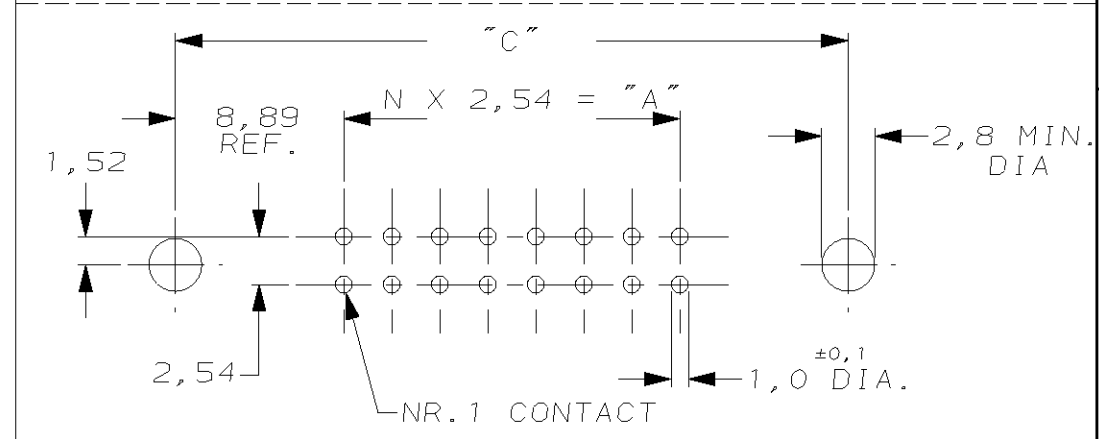 "C"
N X 2,54 = "A"
8,89
REF.
1,52
2,8 MIN.
DIA
2,54
±0,1
1,0 DIA.
NR.1 CONTACT